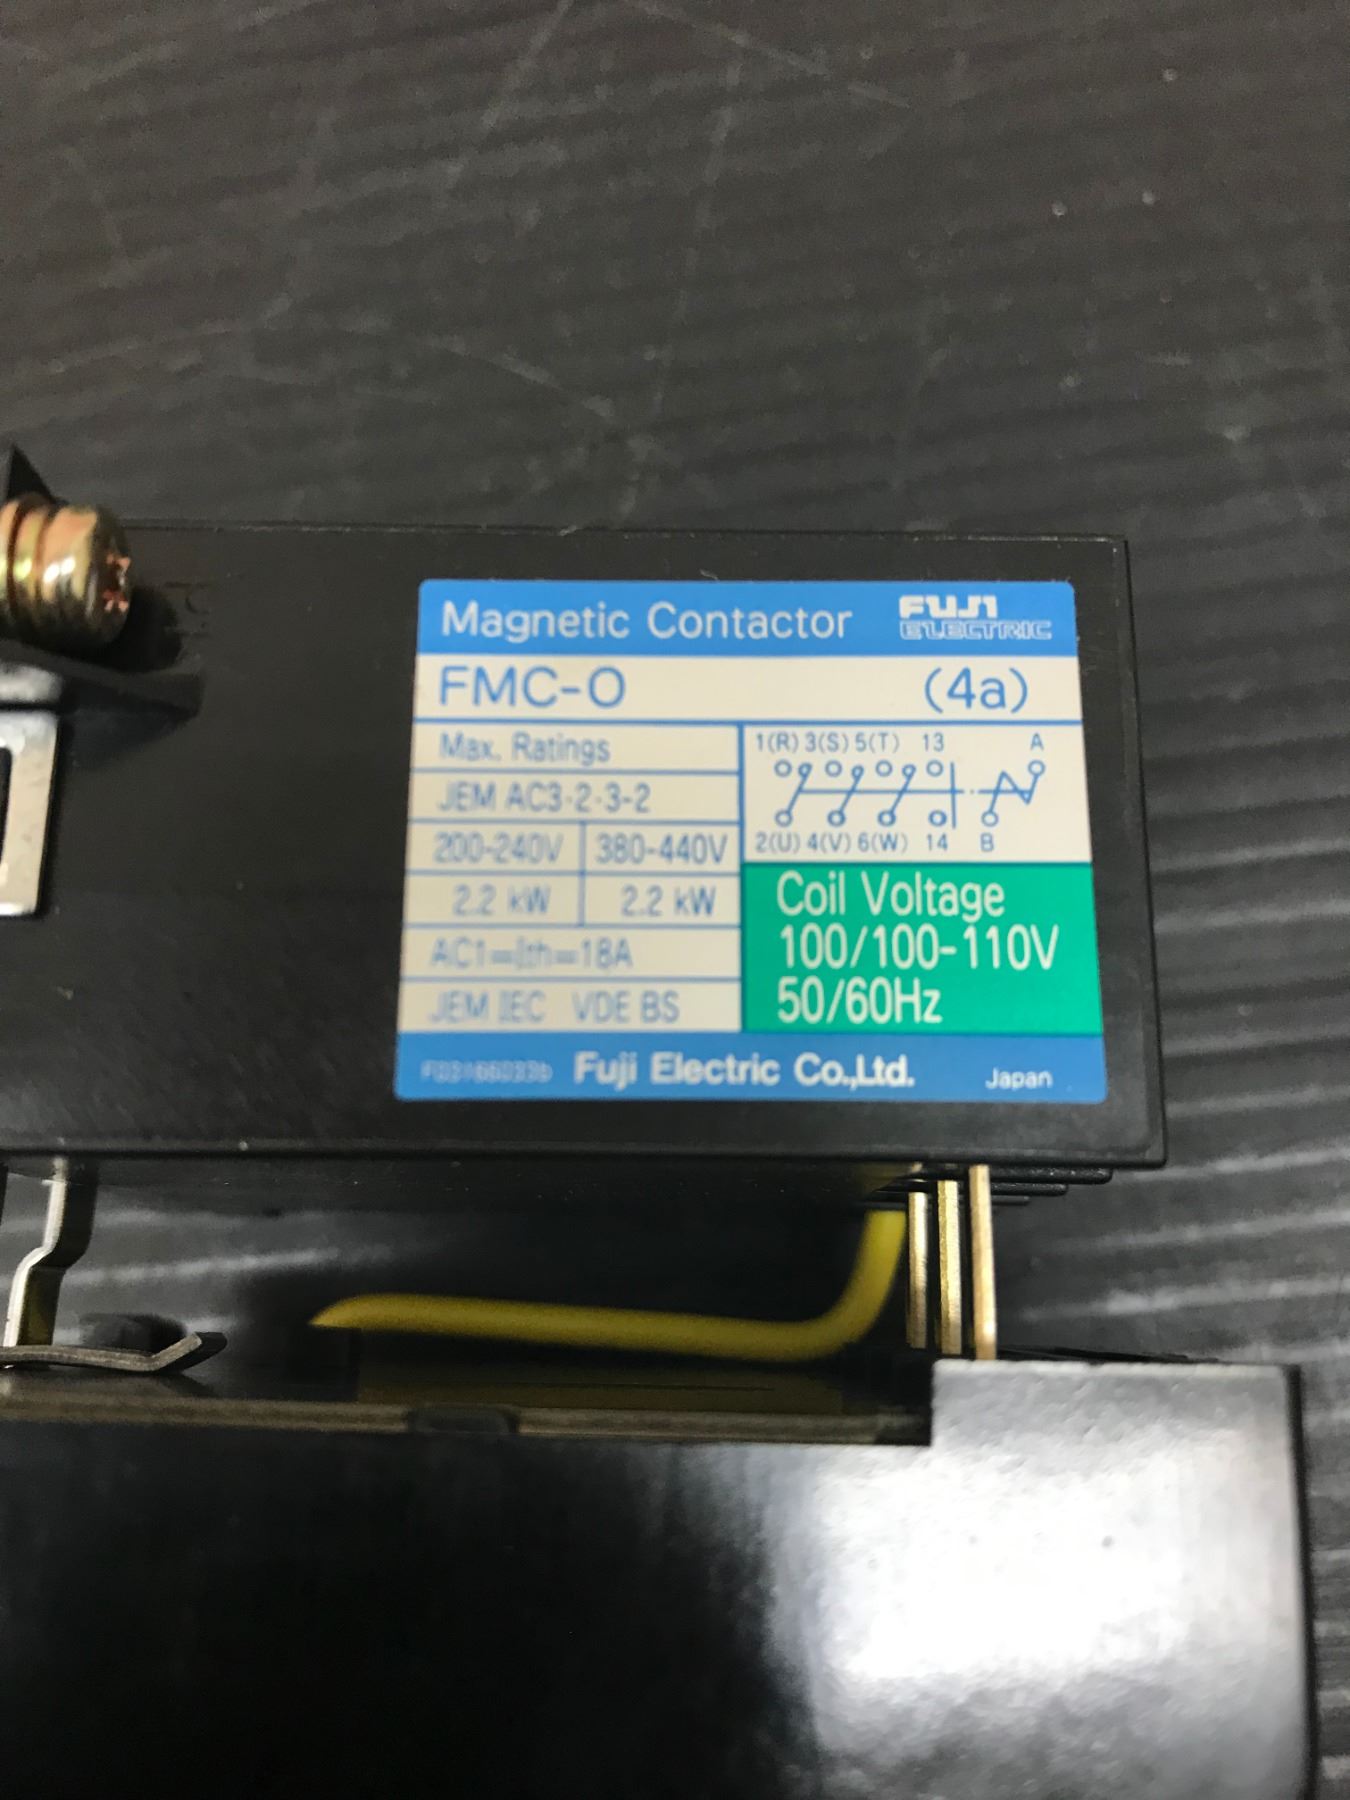 Magnetic Contactor FUJI
ELECTRIC
FMC-0 (4a)
Max. Ratings
JEM AC3-2-3-2
200-240V 380-440V
2.2 kW 2.2 kW
AC1=Ith=18A
JEM IEC VDE BS
1(R) 3(S) 5(T) 13 A
2(U) 4(V) 6(W) 14 B
Coil Voltage
100/100-110V
50/60Hz
Fuji Electric Co.,Ltd. Japan